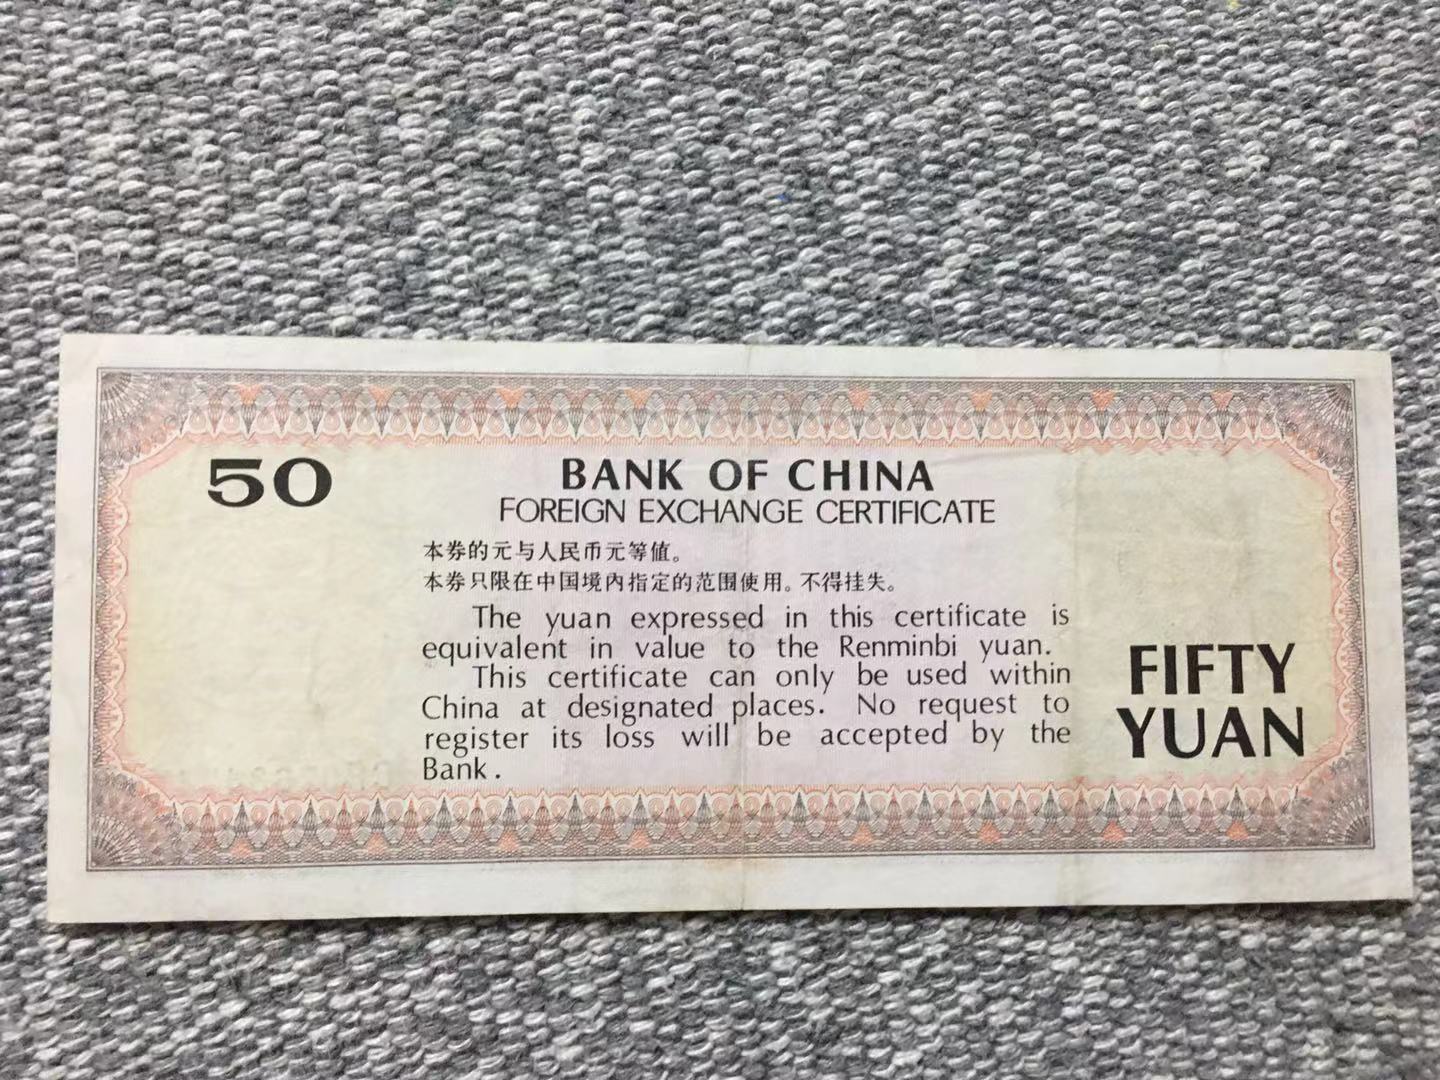 50
BANK OF CHINA
FOREIGN EXCHANGE CERTIFICATE
本券的元与人民币元等值。
本券只限在中国境内指定的范围使用。不得挂失。
The yuan expressed in this certificate is
equivalent in value to the Renminbi yuan.
This certificate can only be used within
China at designated places. No request to
register its loss will be accepted by the
Bank.
FIFTY
YUAN